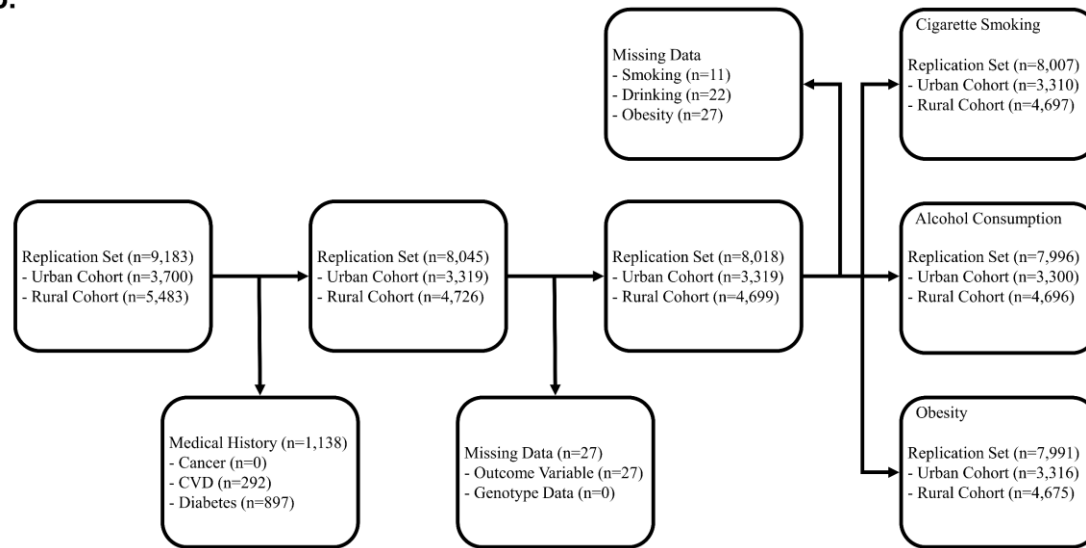 Missing Data
- Smoking (n=11)
- Drinking (n=22)
- Obesity (n=27)
Cigarette Smoking
Replication Set (n=8,007)
- Urban Cohort (n=3,310)
- Rural Cohort (n=4,697)
Replication Set (n=9,183)
- Urban Cohort (n=3,700)
- Rural Cohort (n=5,483)
Replication Set (n=8,045)
- Urban Cohort (n=3,319)
- Rural Cohort (n=4,726)
Replication Set (n=8,018)
- Urban Cohort (n=3,319)
- Rural Cohort (n=4,699)
Alcohol Consumption
Replication Set (n=7,996)
- Urban Cohort (n=3,300)
- Rural Cohort (n=4,696)
Medical History (n=1,138)
- Cancer (n=0)
- CVD (n=292)
- Diabetes (n=897)
Missing Data (n=27)
- Outcome Variable (n=27)
- Genotype Data (n=0)
Obesity
Replication Set (n=7,991)
- Urban Cohort (n=3,316)
- Rural Cohort (n=4,675)